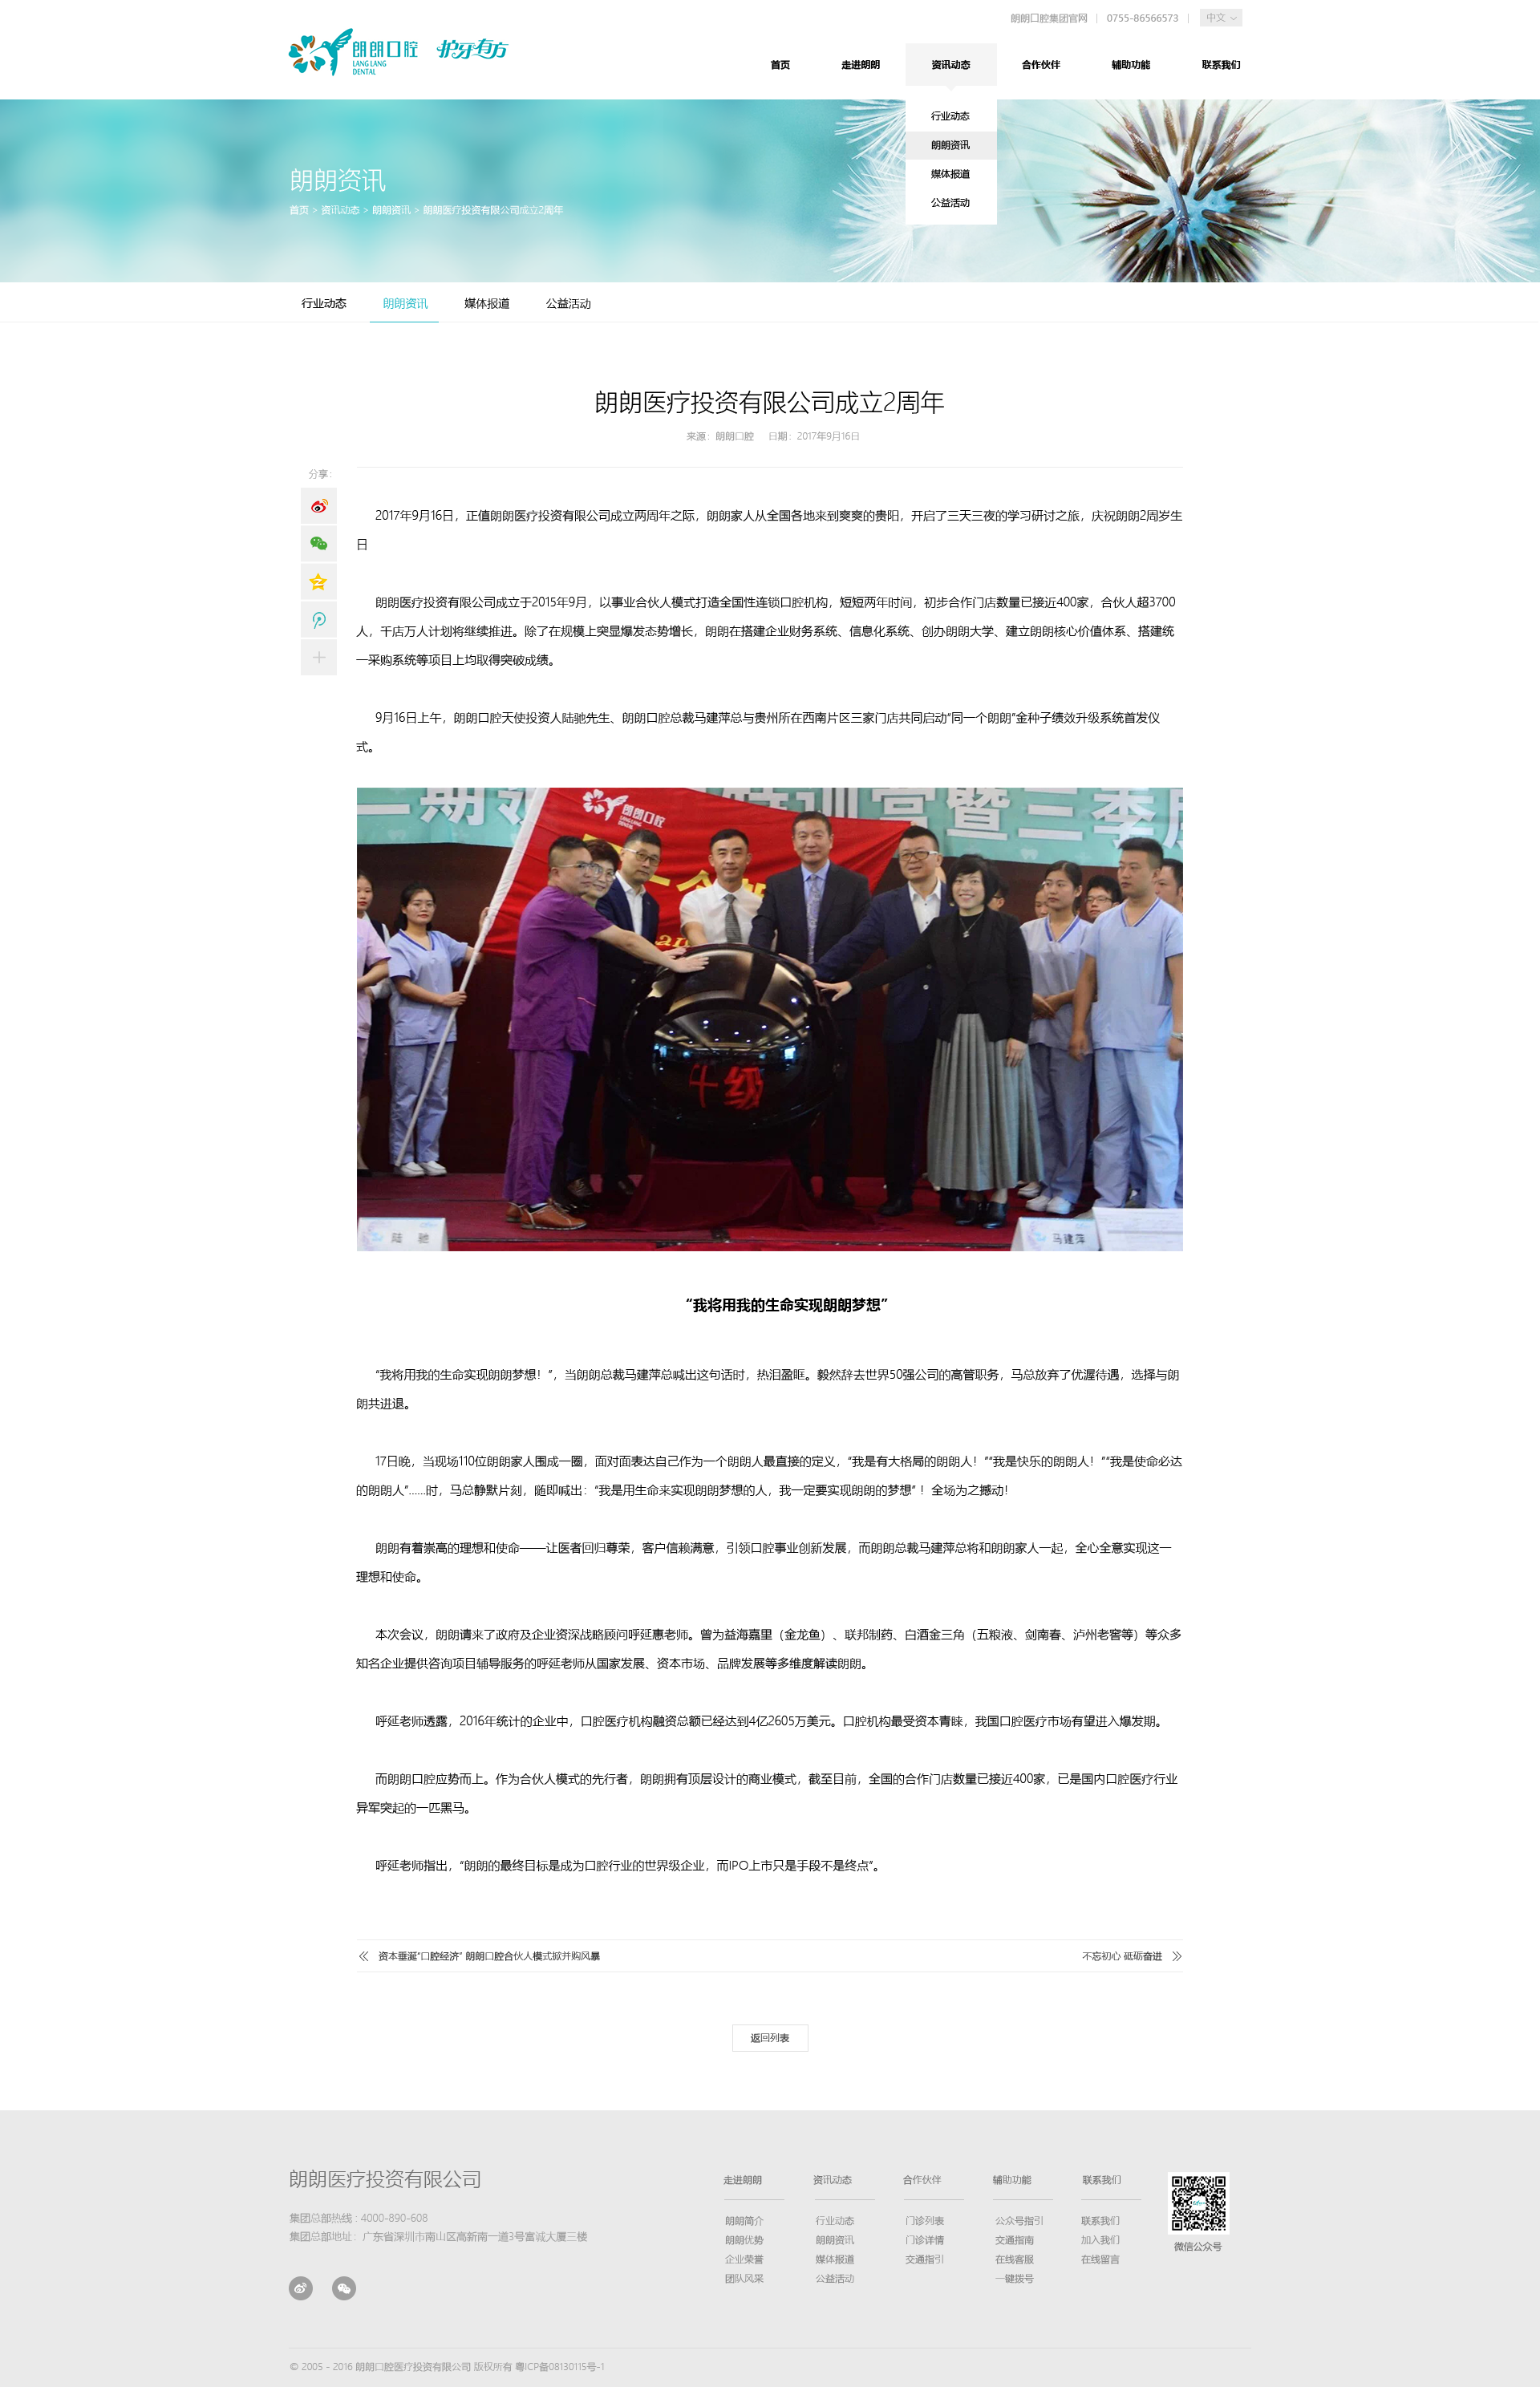 朗朗口腔集团官网 | 0755-86566573 | 中文
朗朗口腔
LANG LANG
DENTAL
护牙有方
首页 走进朗朗 资讯动态 合作伙伴 辅助功能 联系我们
行业动态
朗朗资讯
媒体报道
公益活动
朗朗资讯
首页 > 资讯动态 > 朗朗资讯 > 朗朗医疗投资有限公司成立2周年
行业动态 朗朗资讯 媒体报道 公益活动
朗朗医疗投资有限公司成立2周年
来源：朗朗口腔 日期：2017年9月16日
分享：
2017年9月16日，正值朗朗医疗投资有限公司成立两周年之际，朗朗家人从全国各地来到爽爽的贵阳，开启了三天三夜的学习研讨之旅，庆祝朗朗2周岁生
日
朗朗医疗投资有限公司成立于2015年9月，以事业合伙人模式打造全国性连锁口腔机构，短短两年时间，初步合作门店数量已接近400家，合伙人超3700
人，千店万人计划将继续推进。除了在规模上突显爆发态势增长，朗朗在搭建企业财务系统、信息化系统、创办朗朗大学、建立朗朗核心价值体系、搭建统
一采购系统等项目上均取得突破成绩。
9月16日上午，朗朗口腔天使投资人陆驰先生、朗朗口腔总裁马建萍总与贵州所在西南片区三家门店共同启动“同一个朗朗”金种子绩效升级系统首发仪
式。
朗朗口腔
LANG LANG
DENTAL
训营暨三季度
升级
陆 驰
马建萍
“我将用我的生命实现朗朗梦想”
“我将用我的生命实现朗朗梦想！”，当朗朗总裁马建萍总喊出这句话时，热泪盈眶。毅然辞去世界50强公司的高管职务，马总放弃了优渥待遇，选择与朗
朗共进退。
17日晚，当现场110位朗朗家人围成一圈，面对面表达自己作为一个朗朗人最直接的定义，“我是有大格局的朗朗人！”“我是快乐的朗朗人！”“我是使命必达
的朗朗人”......时，马总静默片刻，随即喊出：“我是用生命来实现朗朗梦想的人，我一定要实现朗朗的梦想” ！全场为之撼动！
朗朗有着崇高的理想和使命——让医者回归尊荣，客户信赖满意，引领口腔事业创新发展，而朗朗总裁马建萍总将和朗朗家人一起，全心全意实现这一
理想和使命。
本次会议，朗朗请来了政府及企业资深战略顾问呼延惠老师。曾为益海嘉里（金龙鱼）、联邦制药、白酒金三角（五粮液、剑南春、泸州老窖等）等众多
知名企业提供咨询项目辅导服务的呼延老师从国家发展、资本市场、品牌发展等多维度解读朗朗。
呼延老师透露，2016年统计的企业中，口腔医疗机构融资总额已经达到4亿2605万美元。口腔机构最受资本青睐，我国口腔医疗市场有望进入爆发期。
而朗朗口腔应势而上。作为合伙人模式的先行者，朗朗拥有顶层设计的商业模式，截至目前，全国的合作门店数量已接近400家，已是国内口腔医疗行业
异军突起的一匹黑马。
呼延老师指出，“朗朗的最终目标是成为口腔行业的世界级企业，而IPO上市只是手段不是终点”。
资本垂涎“口腔经济” 朗朗口腔合伙人模式掀并购风暴 不忘初心 砥砺奋进
返回列表
朗朗医疗投资有限公司
集团总部热线 : 4000-890-608
集团总部地址：广东省深圳市南山区高新南一道3号富诚大厦三楼
走进朗朗 资讯动态 合作伙伴 辅助功能 联系我们
朗朗简介 行业动态 门诊列表 公众号指引 联系我们
朗朗优势 朗朗资讯 门诊详情 交通指南 加入我们
企业荣誉 媒体报道 交通指引 在线客服 在线留言
团队风采 公益活动 一键拨号
微信公众号
© 2005 - 2016 朗朗口腔医疗投资有限公司 版权所有 粤ICP备08130115号-1